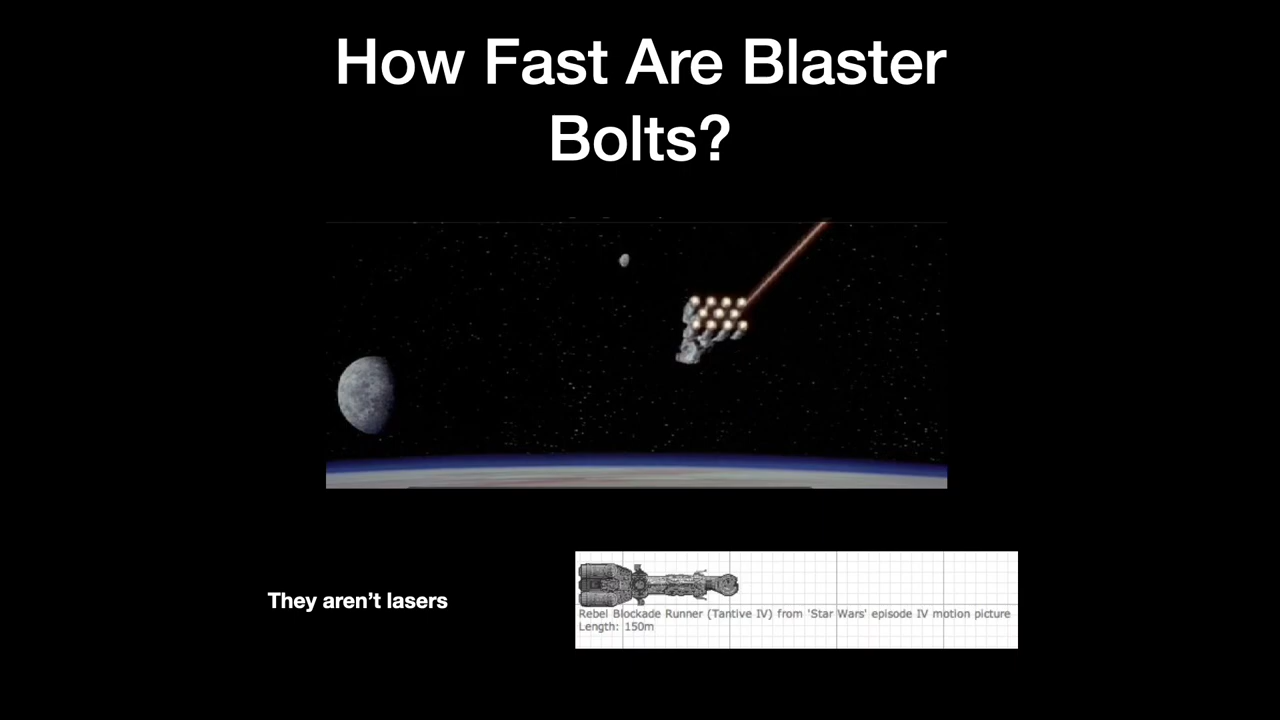 How Fast Are Blaster
Bolts?
They aren’t lasers
Rebel Blockade Runner (Tantive IV) from 'Star Wars' episode IV motion picture
Length: 150m